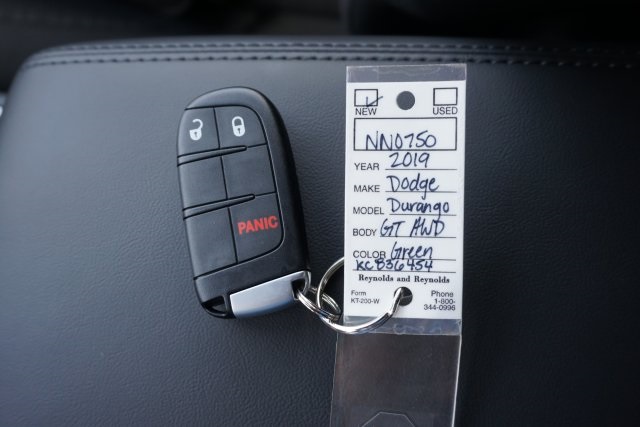 PANIC
NEW USED
NN0750
YEAR 2019
MAKE Dodge
MODEL Durango
BODY GT AWD
COLOR Green
KC836454
Reynolds and Reynolds
Form Phone
KT-200-W 1-800-
344-0996